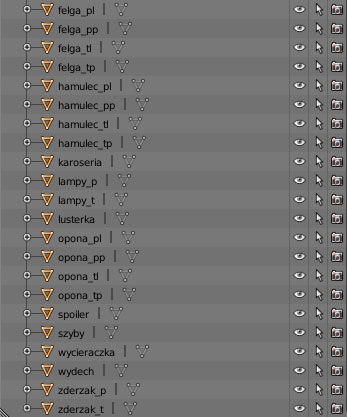 felga_pl
felga_pp
felga_tl
felga_tp
hamulec_pl
hamulec_pp
hamulec_tl
hamulec_tp
karoseria
lampy_p
lampy_t
lusterka
opona_pl
opona_pp
opona_tl
opona_tp
spoiler
szyby
wycieraczka
wydech
zderzak_p
zderzak_t